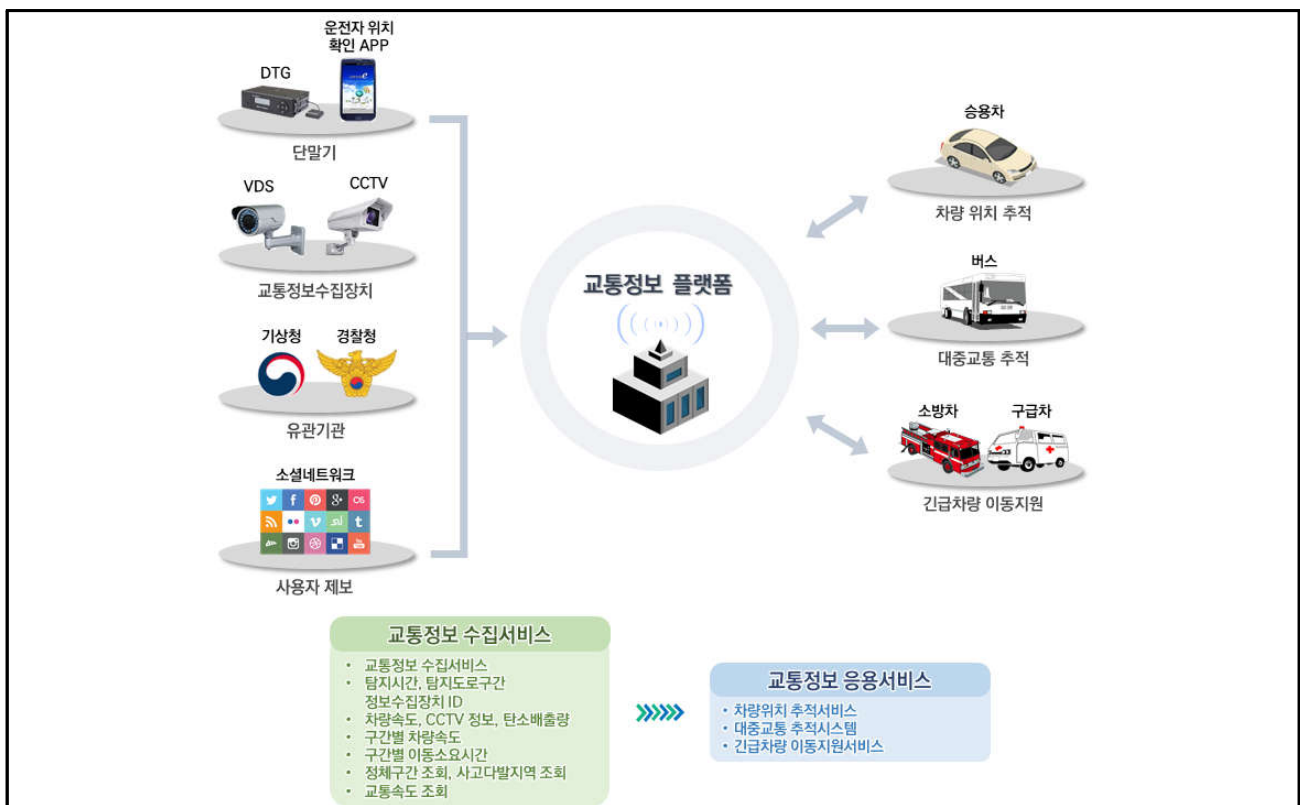 운전자 위치
확인 APP
DTG
단말기
VDS
CCTV
교통정보수집장치
기상청
경찰청
유관기관
소셜네트워크
사용자 제보
교통정보 플랫폼
승용차
차량 위치 추적
버스
대중교통 추적
소방차
구급차
긴급차량 이동지원
교통정보 수집서비스
• 교통정보 수집서비스
• 탐지시간, 탐지도로구간
정보수집장치 ID
• 차량속도, CCTV 정보, 탄소배출량
• 구간별 차량속도
• 구간별 이동소요시간
• 정체구간 조회, 사고다발지역 조회
• 교통속도 조회
교통정보 응용서비스
• 차량위치 추적서비스
• 대중교통 추적시스템
• 긴급차량 이동지원서비스